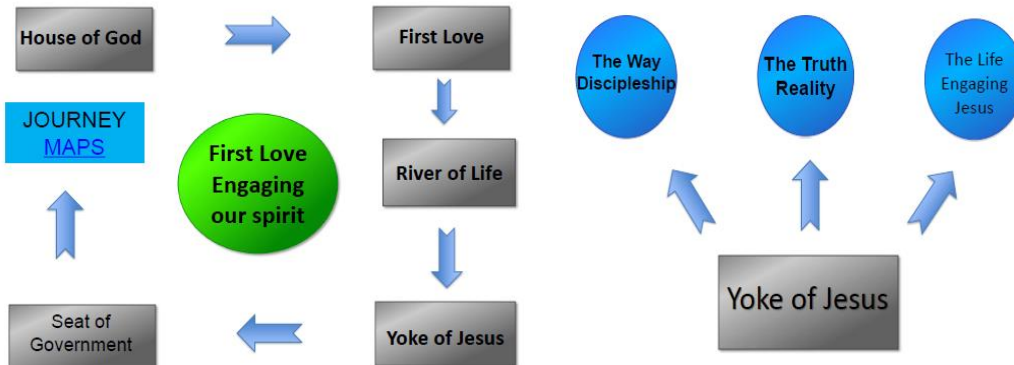 House of God
First Love
JOURNEY
MAPS
First Love
Engaging
our spirit
River of Life
Seat of
Government
Yoke of Jesus
The Way
Discipleship
The Truth
Reality
The Life
Engaging
Jesus
Yoke of Jesus